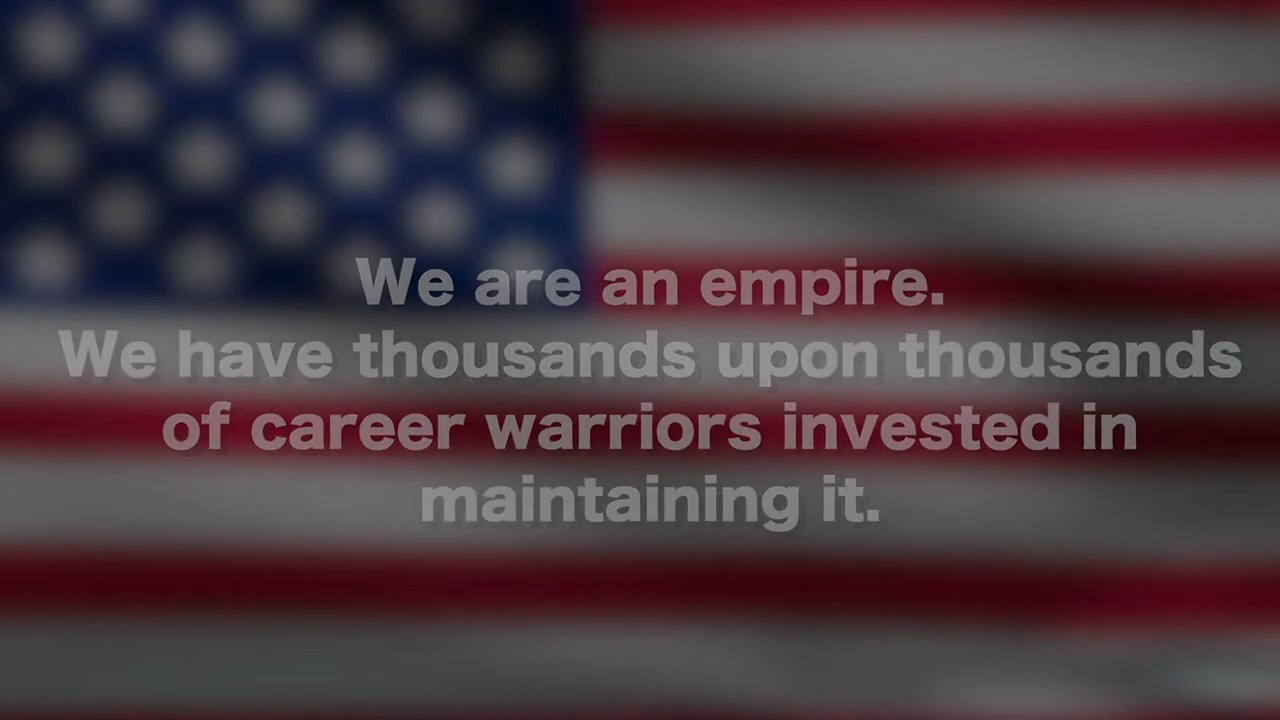 We are an empire.
We have thousands upon thousands
of career warriors invested in
maintaining it.